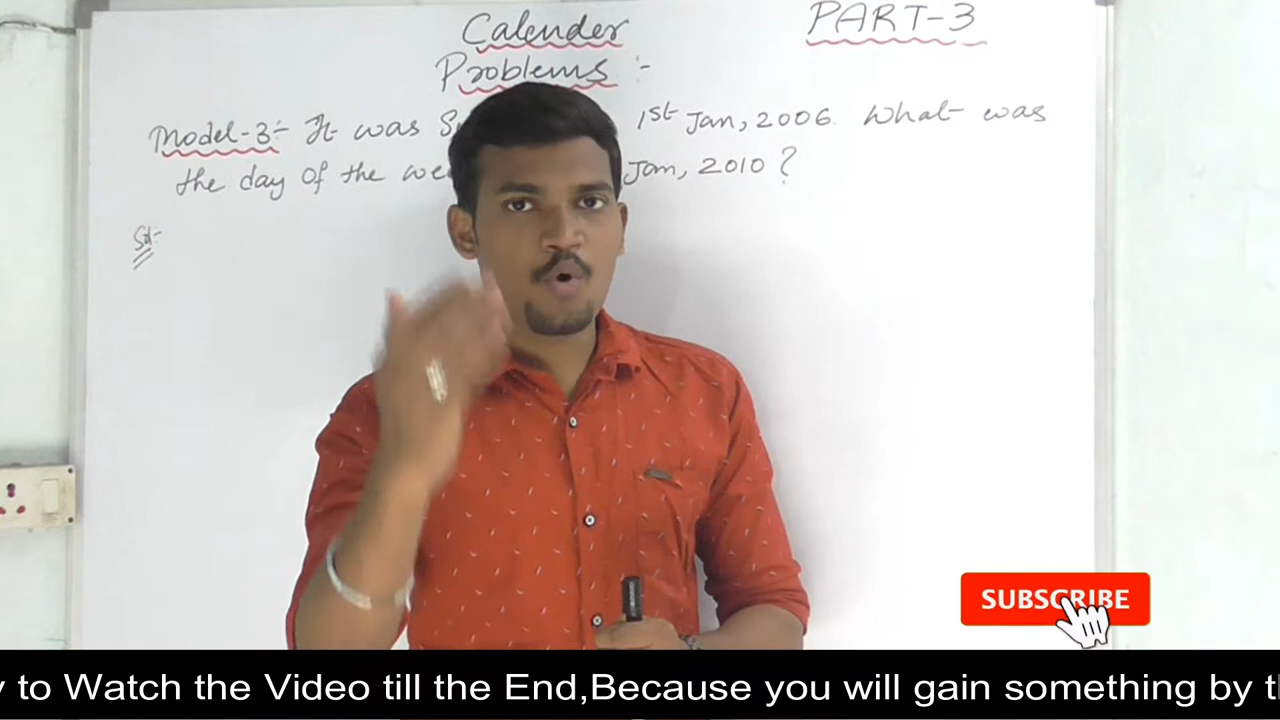 Calender
PART-3
Problems :-
Model-3:- It was 1st Jan, 2006. What was
the day of the Jan, 2010 ?
Sol-
SUBSCRIBE
to Watch the Video till the End,Because you will gain something by